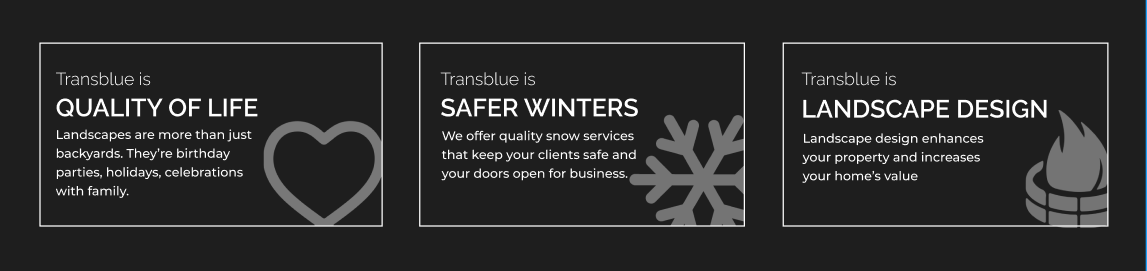 Transblue is
QUALITY OF LIFE
Landscapes are more than just
backyards. They're birthday
parties, holidays, celebrations
with family.
Transblue is
SAFER WINTERS
We offer quality snow services
that keep your clients safe and
your doors open for business.
Transblue is
LANDSCAPE DESIGN
Landscape design enhances
your property and increases
your home's value